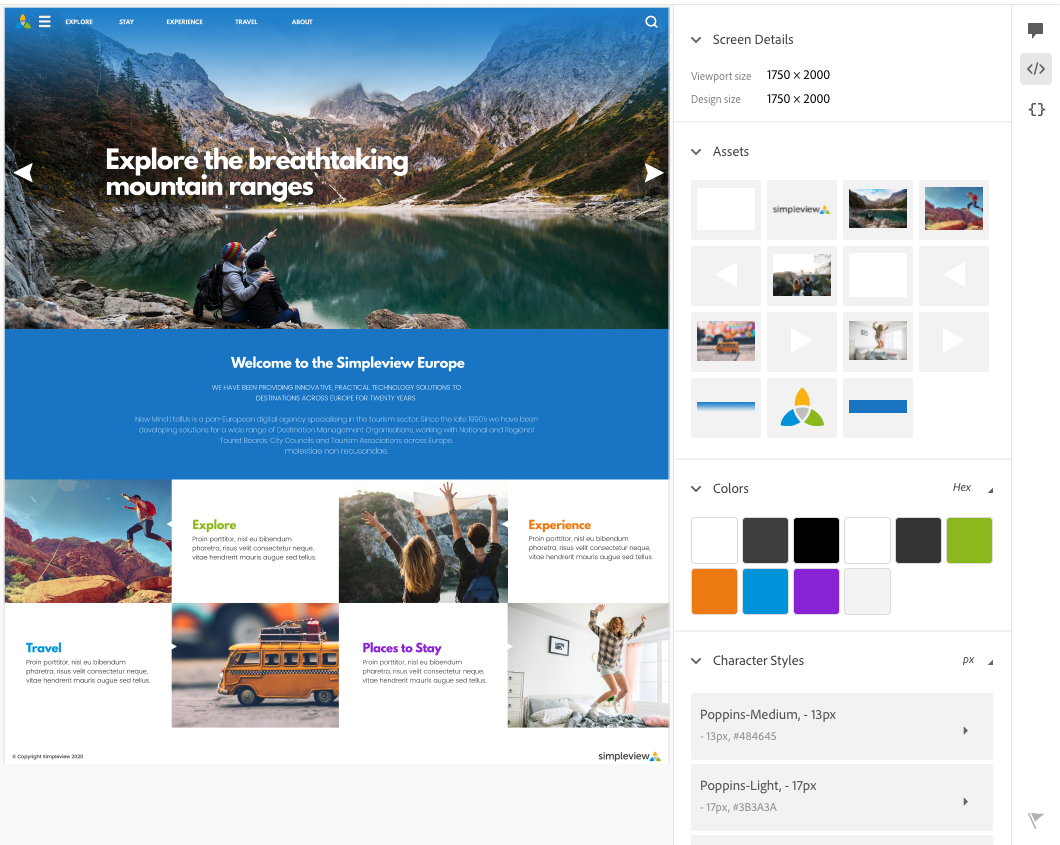 EXPLORE STAY EXPERIENCE TRAVEL ABOUT
Explore the breathtaking
mountain ranges
Welcome to the Simpleview Europe
WE HAVE BEEN PROVIDING INNOVATIVE, PRACTICAL TECHNOLOGY SOLUTIONS TO
DESTINATIONS ACROSS EUROPE FOR TWENTY YEARS.
New Mind | tellUs is a pan-European digital agency specialising in the tourism sector. Since the late 1990's we have been
developing solutions for a wide range of Destination Management Organisations, working with National and Regional
Tourist Boards, City Councils and Tourism Associations across Europe.
molestiae non recusandae.
Explore
Proin porttitor, nisl eu bibendum
pharetra, risus velit consectetur neque,
vitae hendrerit mauris augue sed tellus.
Experience
Proin porttitor, nisl eu bibendum
pharetra, risus velit consectetur neque,
vitae hendrerit mauris augue sed tellus.
Travel
Proin porttitor, nisl eu bibendum
pharetra, risus velit consectetur neque,
vitae hendrerit mauris augue sed tellus.
Places to Stay
Proin porttitor, nisl eu bibendum
pharetra, risus velit consectetur neque,
vitae hendrerit mauris augue sed tellus.
© Copyright Simpleview 2020
simpleview
Screen Details
Viewport size 1750 × 2000
Design size 1750 × 2000
Assets
simpleview
Colors Hex
Character Styles px
Poppins-Medium, - 13px
- 13px, #484645
Poppins-Light, - 17px
- 17px, #3B3A3A